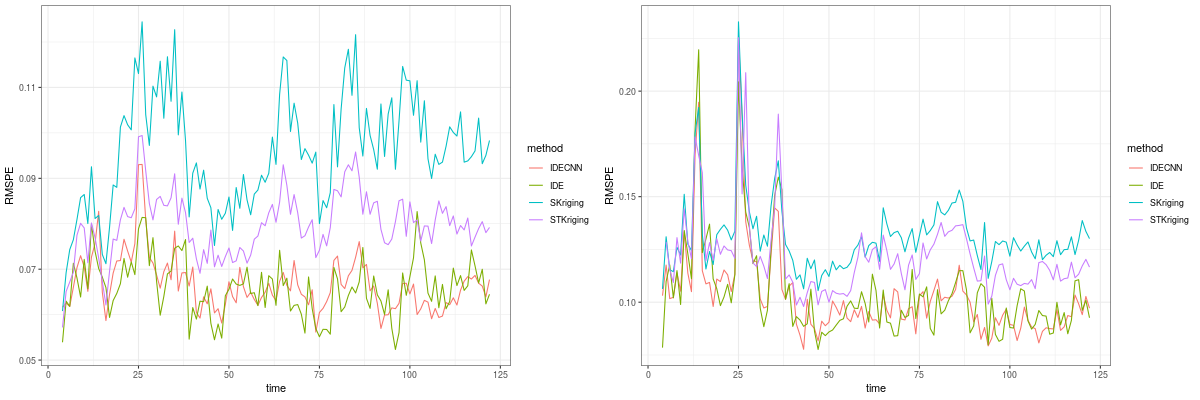 RMSPE
0.11
0.09
0.07
0.05
0
25
50
75
100
125
time
method
IDECNN
IDE
SKriging
STKriging
RMSPE
0.20
0.15
0.10
0
25
50
75
100
125
time
method
IDECNN
IDE
SKriging
STKriging